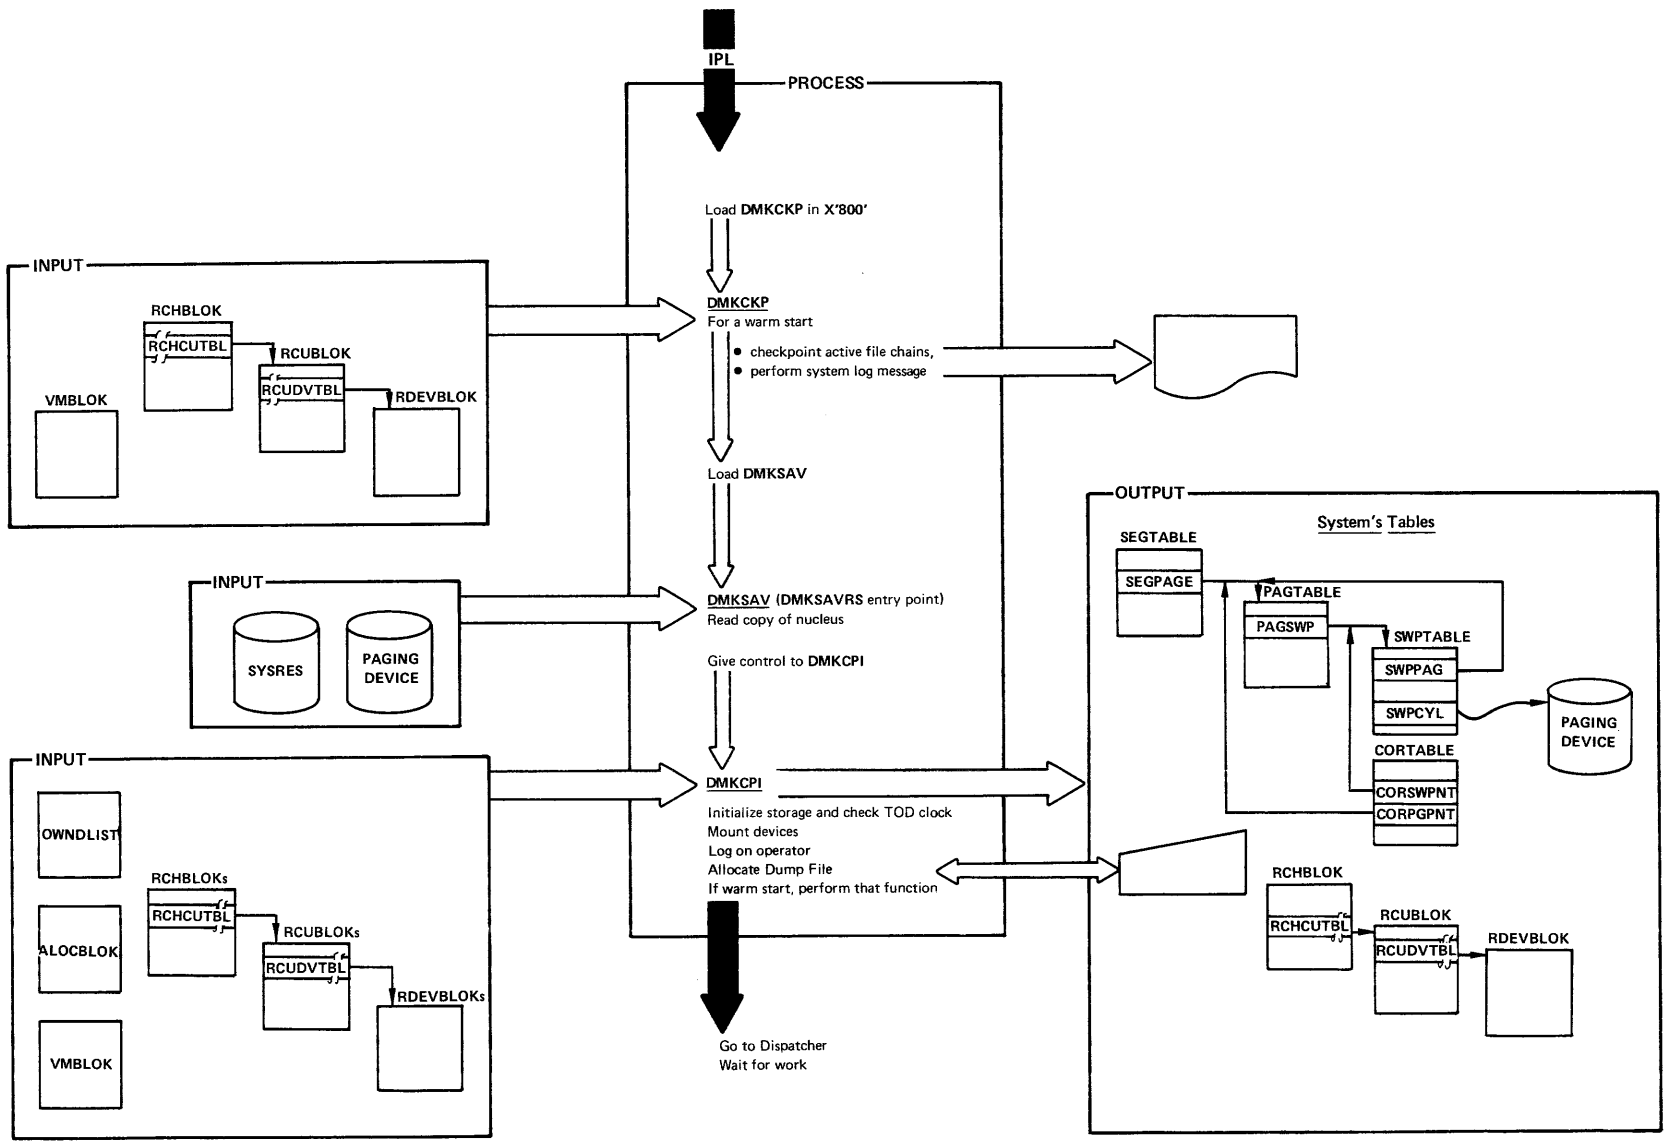 IPL
PROCESS
Load DMKCKP in X'800'
INPUT
RCHBLOK
RCHCUTBL
RCUBLOK
RCUDVTBL
RDEVBLOK
VMBLOK
DMKCKP
For a warm start
• checkpoint active file chains,
• perform system log message
Load DMKSAV
INPUT
SYSRES
PAGING
DEVICE
DMKSAV (DMKSAVRS entry point)
Read copy of nucleus
Give control to DMKCPI
INPUT
OWNDLIST
ALOCBLOK
VMBLOK
RCHBLOKs
RCHCUTBL
RCUBLOKs
RCUDVTBL
RDEVBLOKs
DMKCPI
Initialize storage and check TOD clock
Mount devices
Log on operator
Allocate Dump File
If warm start, perform that function
Go to Dispatcher
Wait for work
OUTPUT
System's Tables
SEGTABLE
SEGPAGE
PAGTABLE
PAGSWP
SWPTABLE
SWPPAG
SWPCYL
PAGING
DEVICE
CORTABLE
CORSWPNT
CORPGPNT
RCHBLOK
RCHCUTBL
RCUBLOK
RCUDVTBL
RDEVBLOK